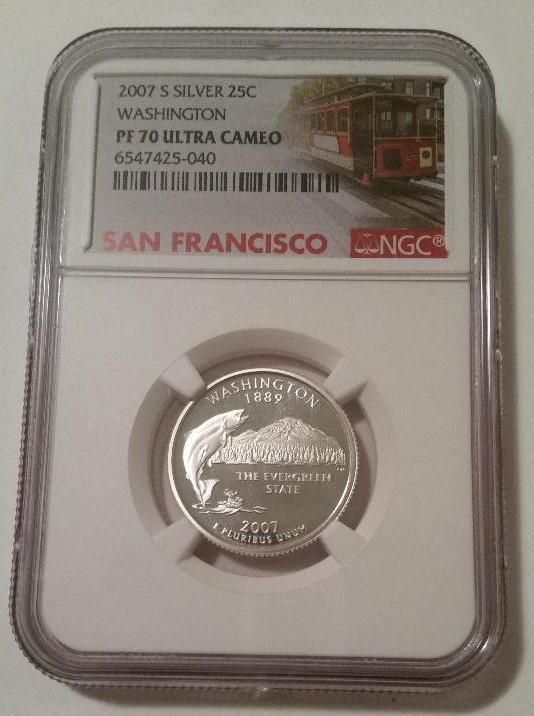 2007 S SILVER 25C
WASHINGTON
PF 70 ULTRA CAMEO
6547425-040
SAN FRANCISCO NGC®
WASHINGTON
1889
THE EVERGREEN
STATE
2007
E PLURIBUS UNUM